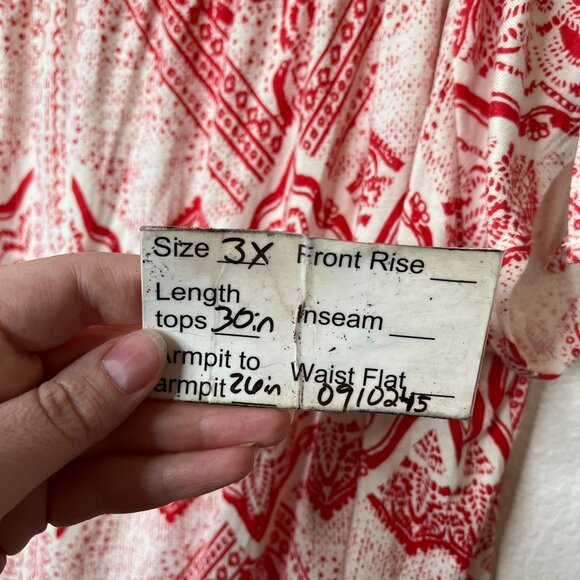 Size 3X Front Rise
Length
tops 30in Inseam
Armpit to
armpit 26in Waist Flat
0910245